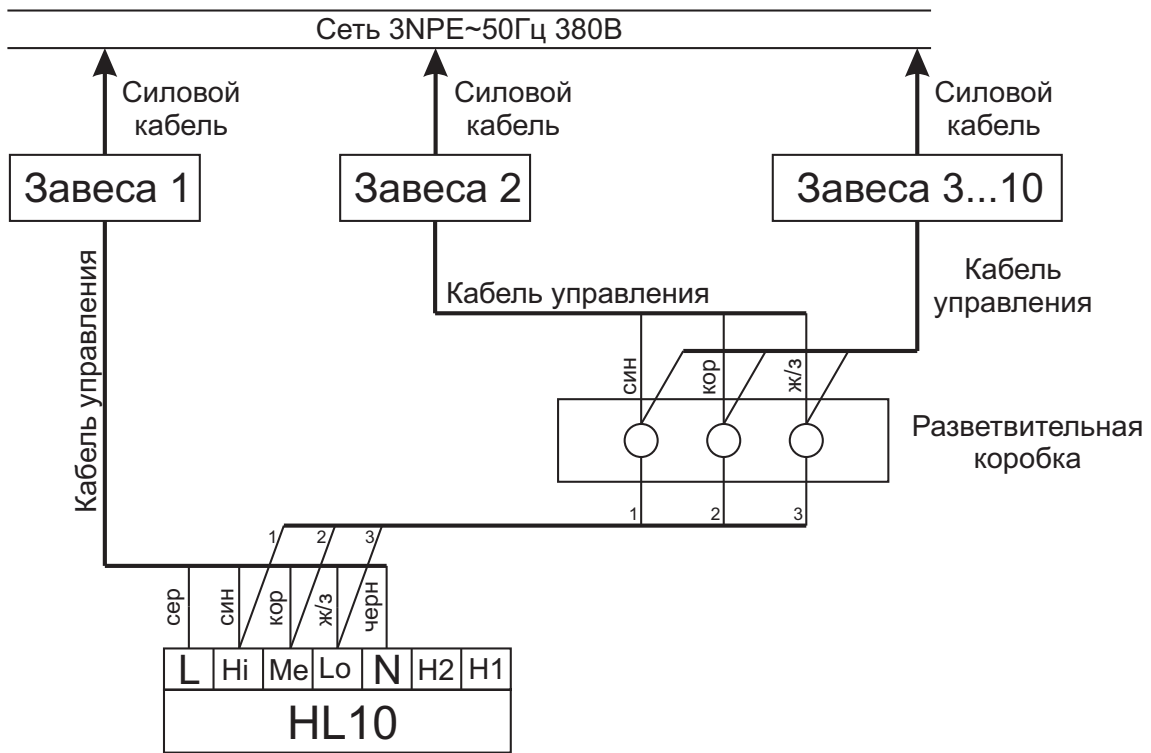 Сеть 3NPE~50Гц 380В
Силовой
кабель
Силовой
кабель
Силовой
кабель
Завеса 1
Завеса 2
Завеса 3...10
Кабель управления
Кабель управления
Кабель
управления
син
кор
ж/з
Разветвительная
коробка
1
2
3
1
2
3
сер
син
кор
ж/з
черн
L
Hi
Me
Lo
N
H2
H1
HL10